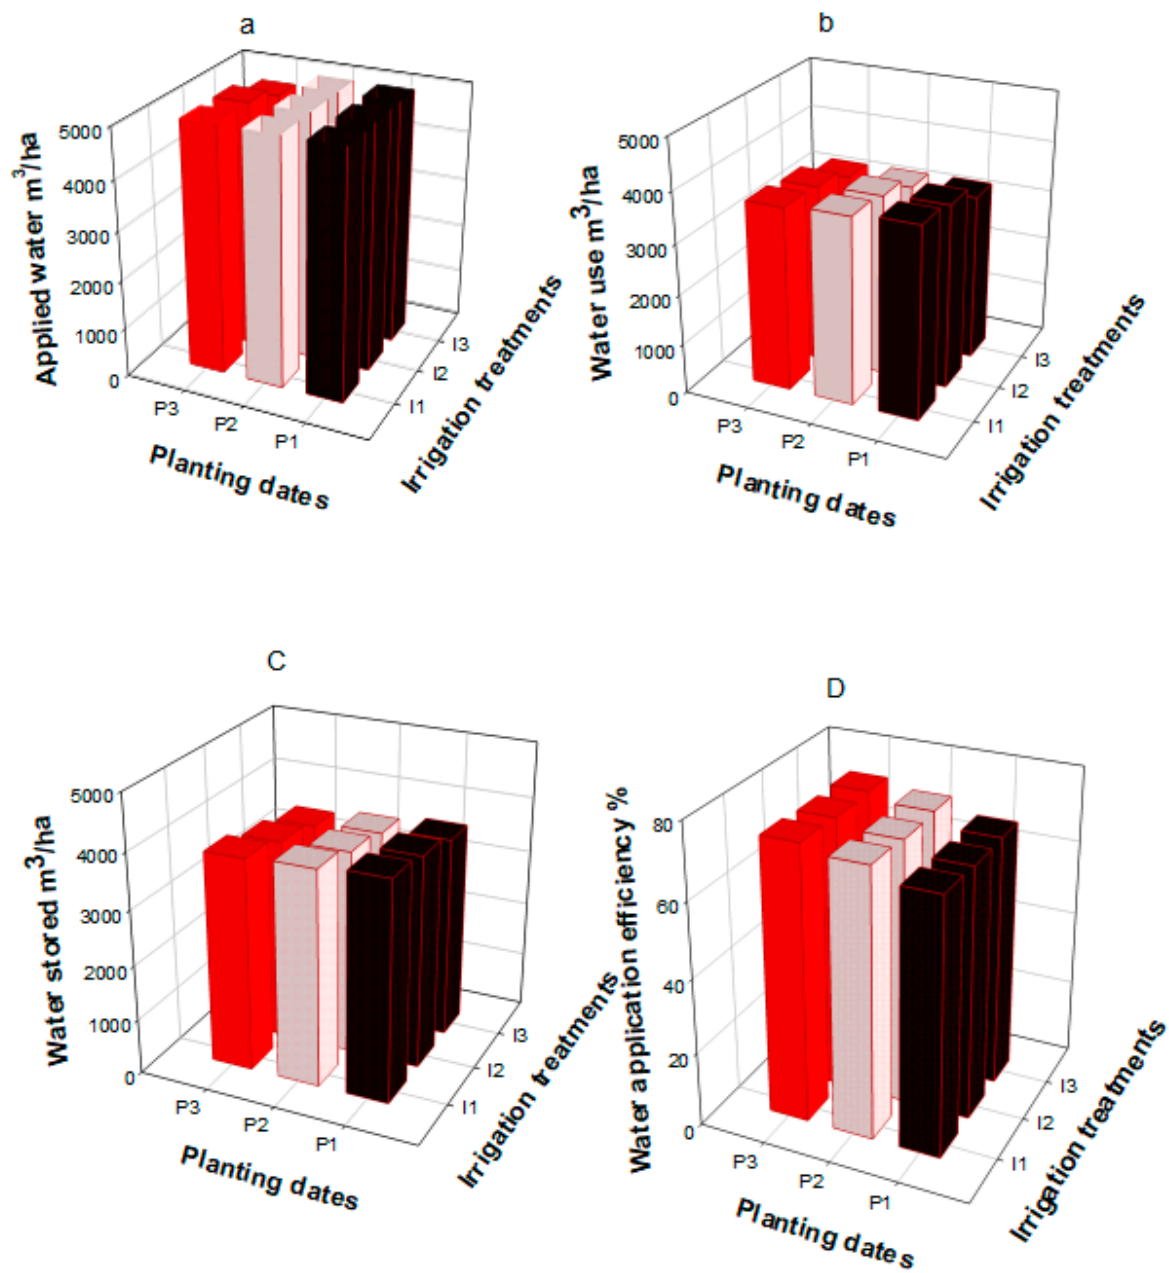 a
Applied water m³/ha
5000
4000
3000
2000
1000
0
P3
P2
P1
I1
I2
I3
Planting dates
Irrigation treatments
b
Water use m³/ha
5000
4000
3000
2000
1000
0
P3
P2
P1
I1
I2
I3
Planting dates
Irrigation treatments
C
Water stored m³/ha
5000
4000
3000
2000
1000
0
P3
P2
P1
I1
I2
I3
Planting dates
Irrigation treatments
D
Water application efficiency %
80
60
40
20
0
P3
P2
P1
I1
I2
I3
Planting dates
Irrigation treatments